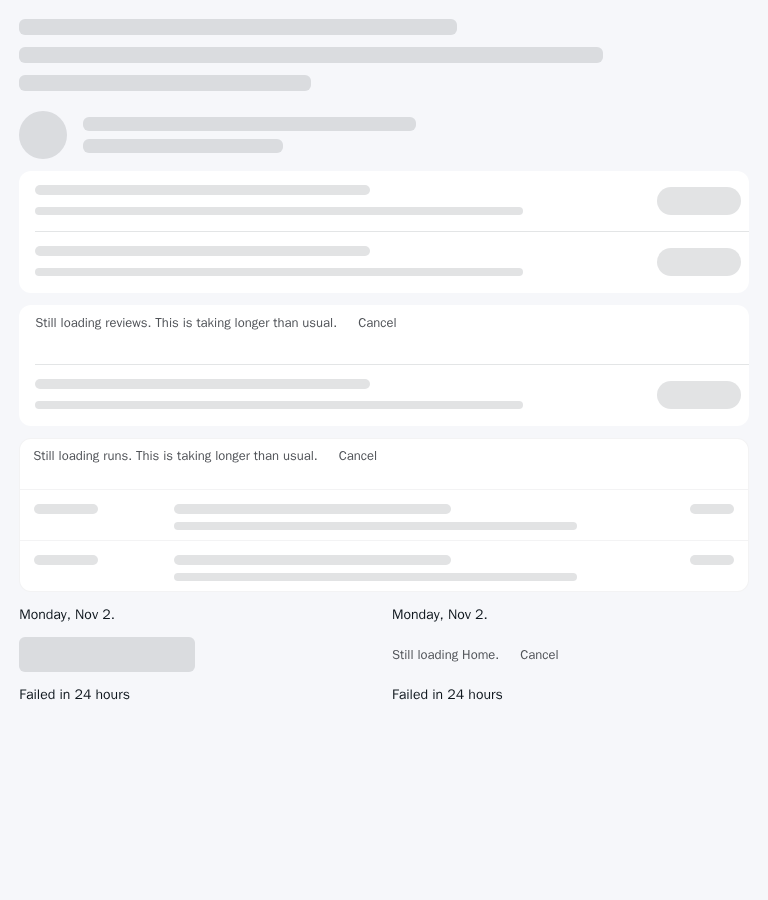 Still loading reviews. This is taking longer than usual. Cancel
Still loading runs. This is taking longer than usual. Cancel
Monday, Nov 2.
Monday, Nov 2.
Still loading Home. Cancel
Failed in 24 hours
Failed in 24 hours